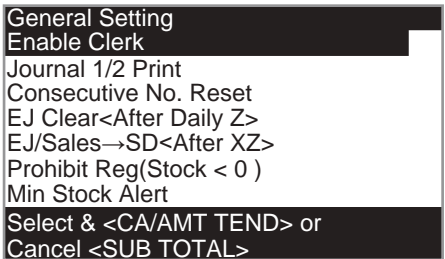 General Setting
Enable Clerk
Journal 1/2 Print
Consecutive No. Reset
EJ Clear<After Daily Z>
EJ/Sales→SD<After XZ>
Prohibit Reg(Stock < 0 )
Min Stock Alert
Select & <CA/AMT TEND> or
Cancel <SUB TOTAL>